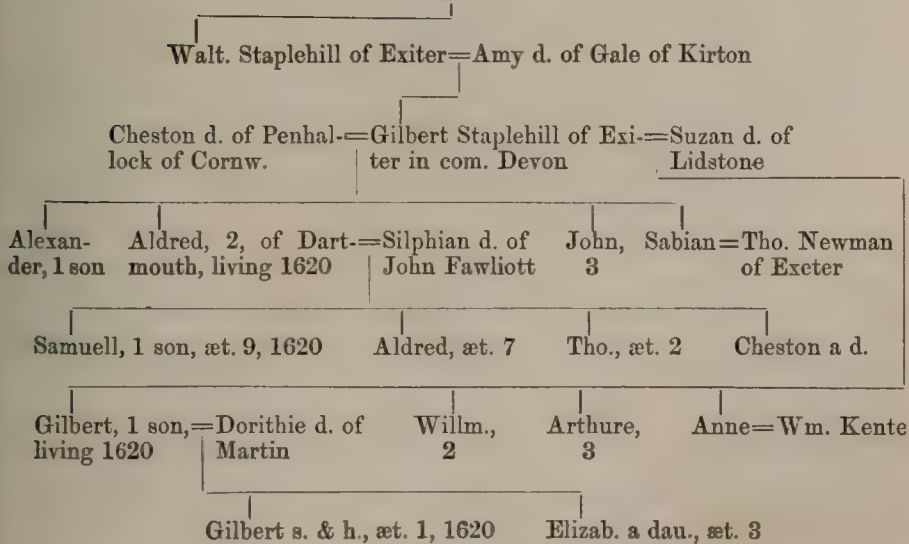 Walt. Staplehill of Exiter=Amy d. of Gale of Kirton
Cheston d. of Penhal-=Gilbert Staplehill of Exi-=Suzan d. of
lock of Cornw. ter in com. Devon Lidstone
Alexan- Aldred, 2, of Dart-=Silphian d. of John, Sabian=Tho. Newman
der, 1 son mouth, living 1620 John Fawliott 3 of Exeter
Samuell, 1 son, æt. 9, 1620 Aldred, æt. 7 Tho., æt. 2 Cheston a d.
Gilbert, 1 son,=Dorithie d. of Willm., Arthure, Anne=Wm. Kente
living 1620 Martin 2 3
Gilbert s. & h., æt. 1, 1620 Elizab. a dau., æt. 3